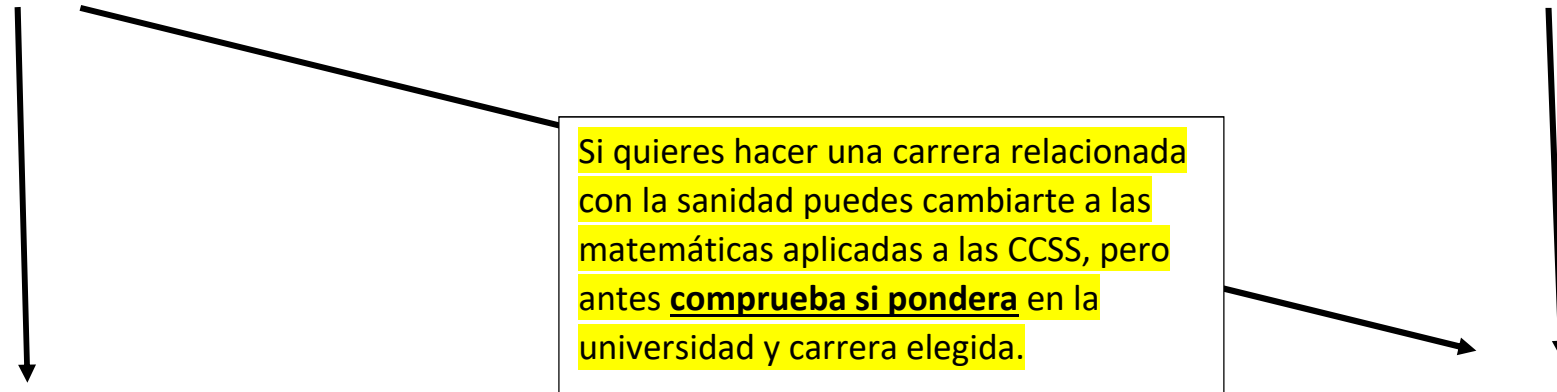 Si quieres hacer una carrera relacionada
con la sanidad puedes cambiarte a las
matemáticas aplicadas a las CCSS, pero
antes comprueba si pondera en la
universidad y carrera elegida.